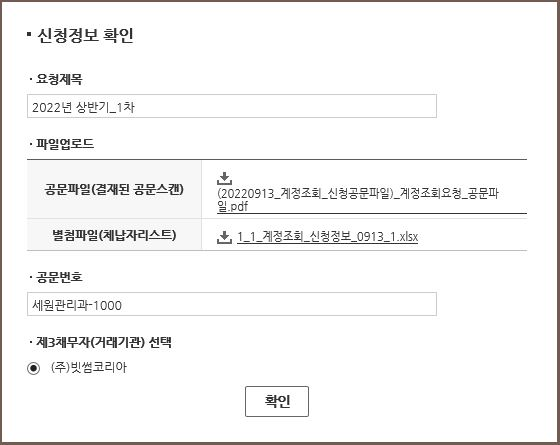 신청정보 확인
· 요청제목
2022년 상반기_1차
· 파일업로드
공문파일(결재된 공문스캔)
(20220913_계정조회_신청공문파일)_계정조회요청_공문파
일.pdf
별첨파일(체납자리스트)
1_1_계정조회_신청정보_0913_1.xlsx
· 공문번호
세원관리과-1000
· 제3채무자(거래기관) 선택
(주)빗썸코리아
확인